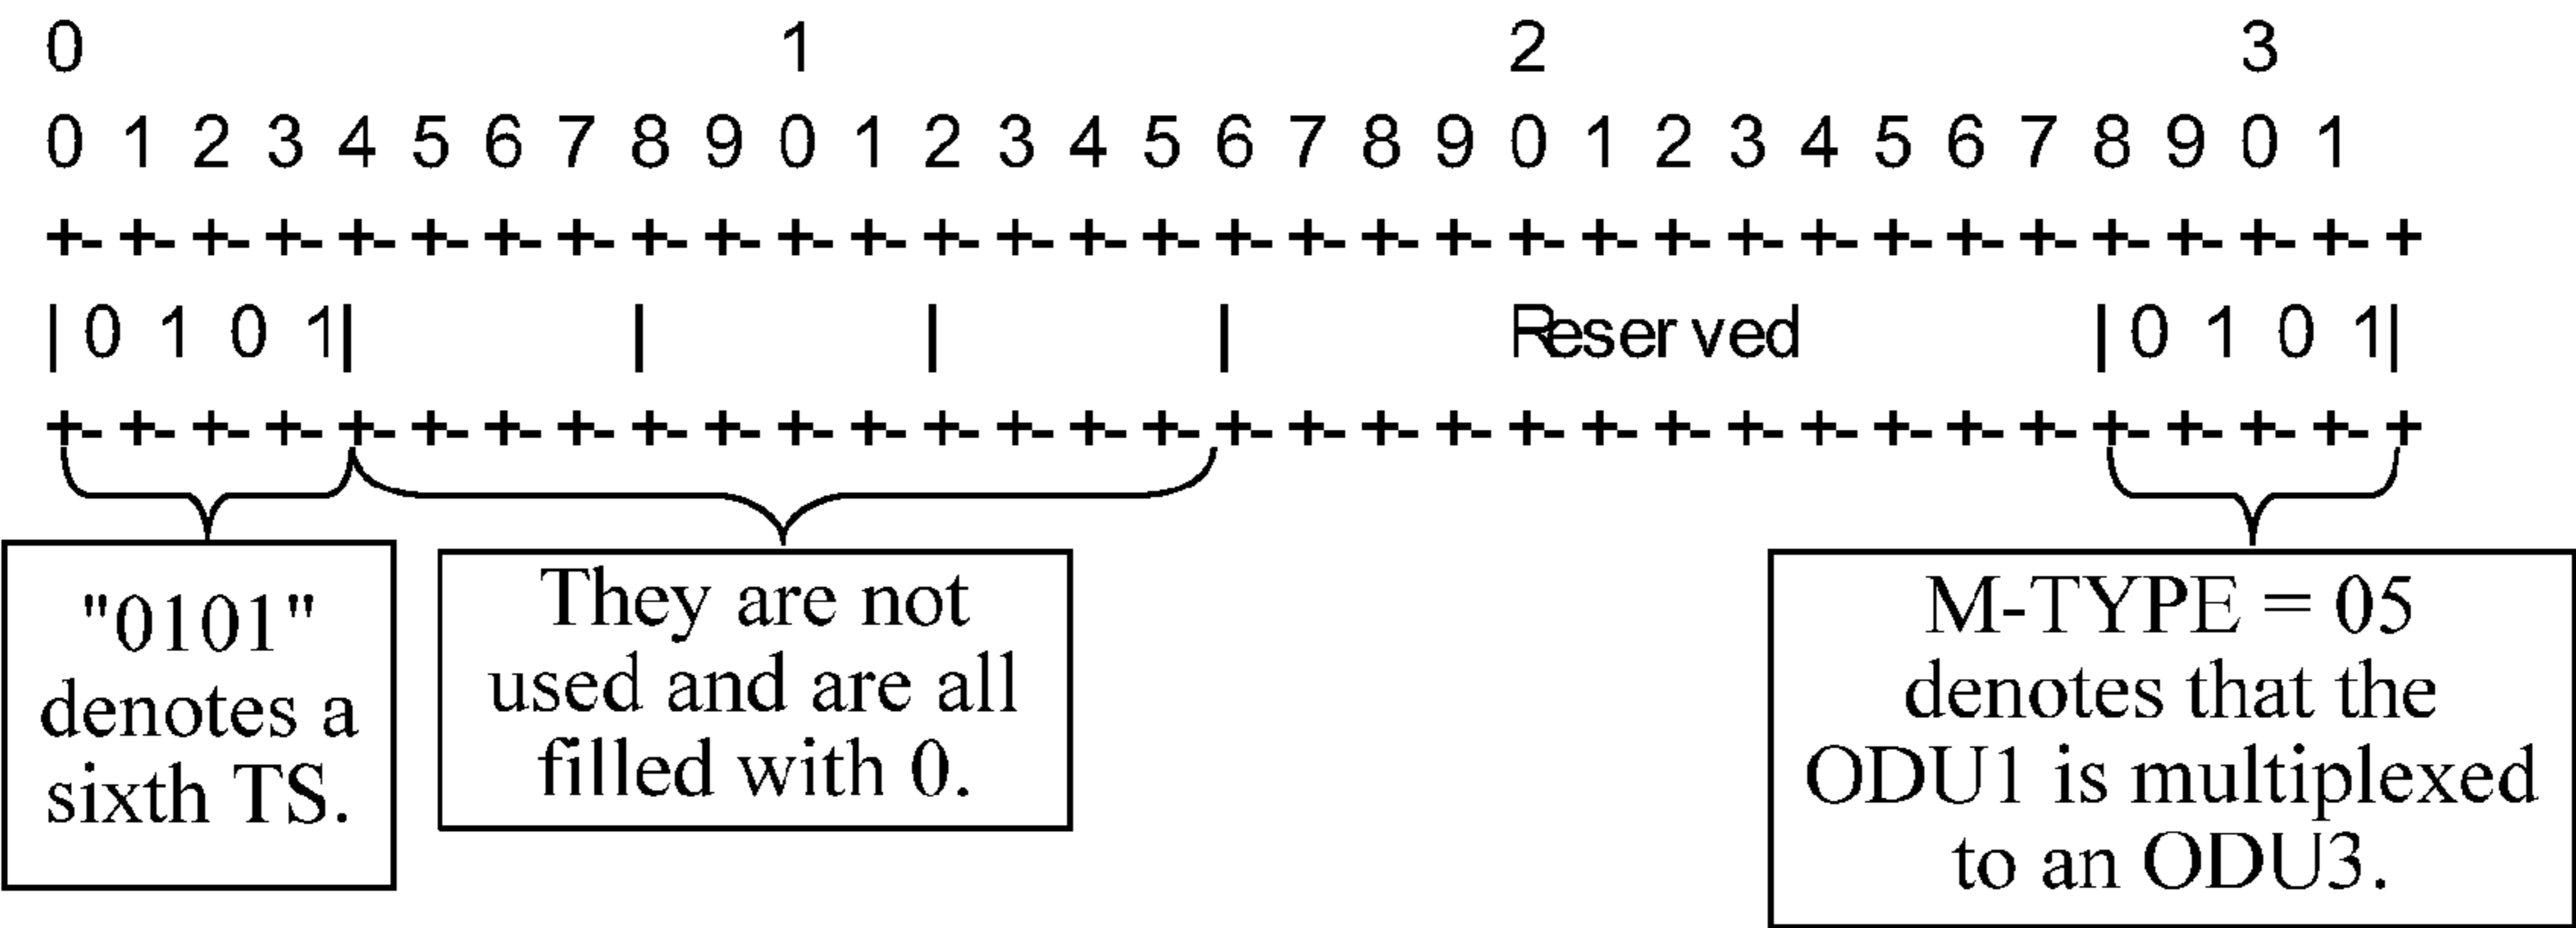 0 1 2 3
0 1 2 3 4 5 6 7 8 9 0 1 2 3 4 5 6 7 8 9 0 1 2 3 4 5 6 7 8 9 0 1
+- +- +- +- +- +- +- +- +- +- +- +- +- +- +- +- +- +- +- +- +- +- +- +- +- +- +- +- +- +- +- +- +
| 0 1 0 1| | | | Reserved | 0 1 0 1|
+- +- +- +- +- +- +- +- +- +- +- +- +- +- +- +- +- +- +- +- +- +- +- +- +- +- +- +- +- +- +- +- +
"0101"
denotes a
sixth TS.
They are not
used and are all
filled with 0.
M-TYPE = 05
denotes that the
ODU1 is multiplexed
to an ODU3.